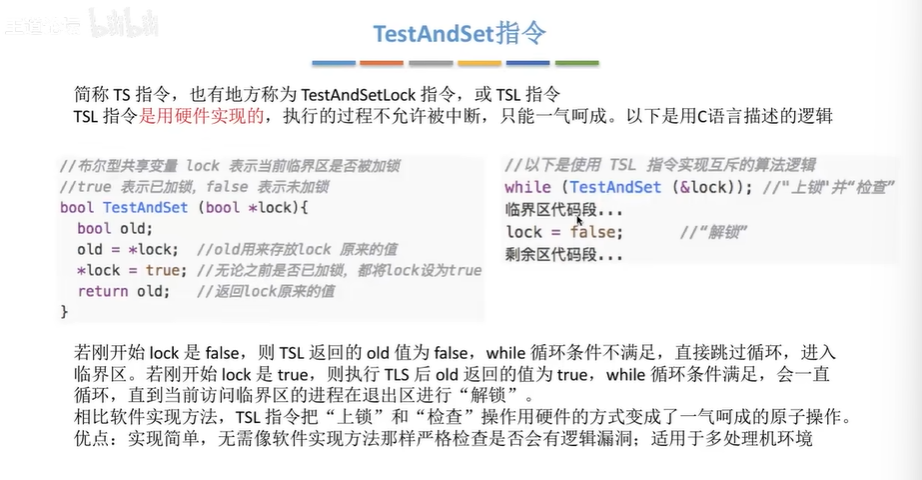 TestAndSet指令
简称 TS 指令，也有地方称为 TestAndSetLock 指令，或 TSL 指令
TSL 指令是用硬件实现的，执行的过程不允许被中断，只能一气呵成。以下是用C语言描述的逻辑
//布尔型共享变量 lock 表示当前临界区是否被加锁
//true 表示已加锁，false 表示未加锁
bool TestAndSet (bool *lock){
bool old;
old = *lock;  //old用来存放lock 原来的值
*lock = true; //无论之前是否已加锁，都将lock设为true
return old;   //返回lock原来的值
}
//以下是使用 TSL 指令实现互斥的算法逻辑
while (TestAndSet (&lock)); //"上锁"并“检查”
临界区代码段...
lock = false;      //“解锁”
剩余区代码段...
若刚开始 lock 是 false，则 TSL 返回的 old 值为 false，while 循环条件不满足，直接跳过循环，进入
临界区。若刚开始 lock 是 true，则执行 TLS 后 old 返回的值为 true，while 循环条件满足，会一直
循环，直到当前访问临界区的进程在退出区进行“解锁”。
相比软件实现方法，TSL 指令把“上锁”和“检查”操作用硬件的方式变成了一气呵成的原子操作。
优点：实现简单，无需像软件实现方法那样严格检查是否会有逻辑漏洞；适用于多处理机环境